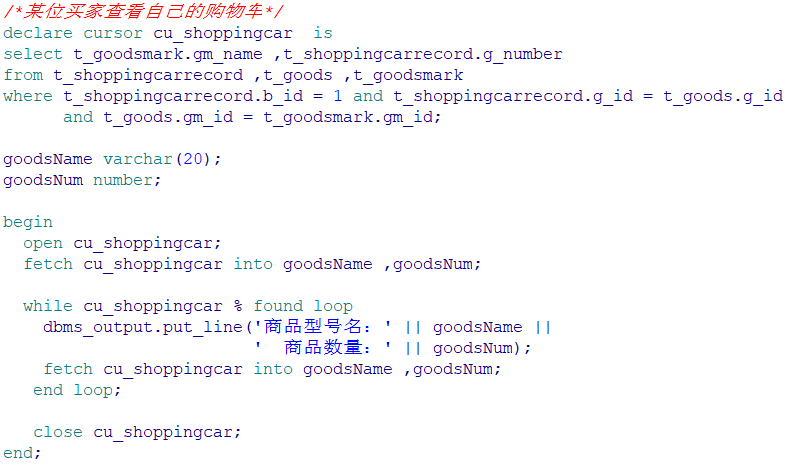 /*某位买家查看自己的购物车*/
declare cursor cu_shoppingcar  is
select t_goodsmark.gm_name ,t_shoppingcarrecord.g_number
from t_shoppingcarrecord ,t_goods ,t_goodsmark
where t_shoppingcarrecord.b_id = 1 and t_shoppingcarrecord.g_id = t_goods.g_id
      and t_goods.gm_id = t_goodsmark.gm_id;

goodsName varchar(20);
goodsNum number;

begin
  open cu_shoppingcar;
  fetch cu_shoppingcar into goodsName ,goodsNum;

  while cu_shoppingcar % found loop
    dbms_output.put_line('商品型号名：' || goodsName ||
                         '  商品数量：' || goodsNum);
    fetch cu_shoppingcar into goodsName ,goodsNum;
   end loop;

   close cu_shoppingcar;
end;